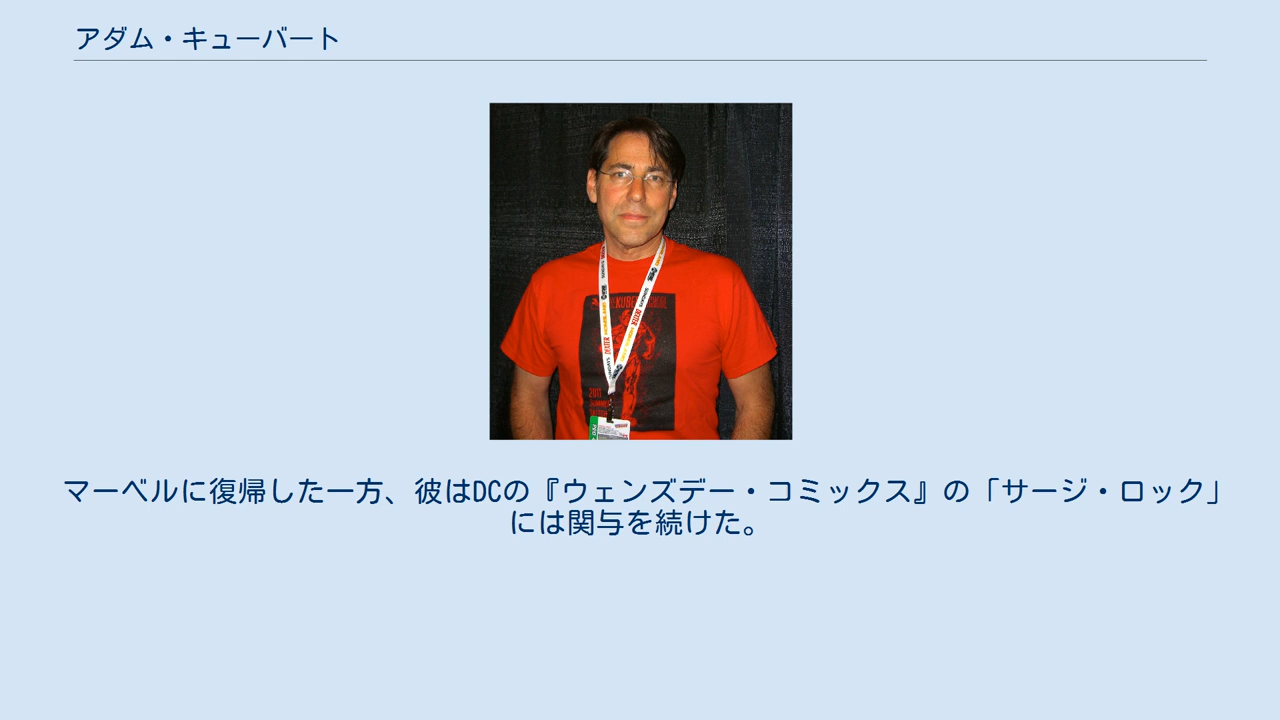 アダム・キューバート
2011
マーベルに復帰した一方、彼はDCの『ウェンズデー・コミックス』の「サージ・ロック」
には関与を続けた。